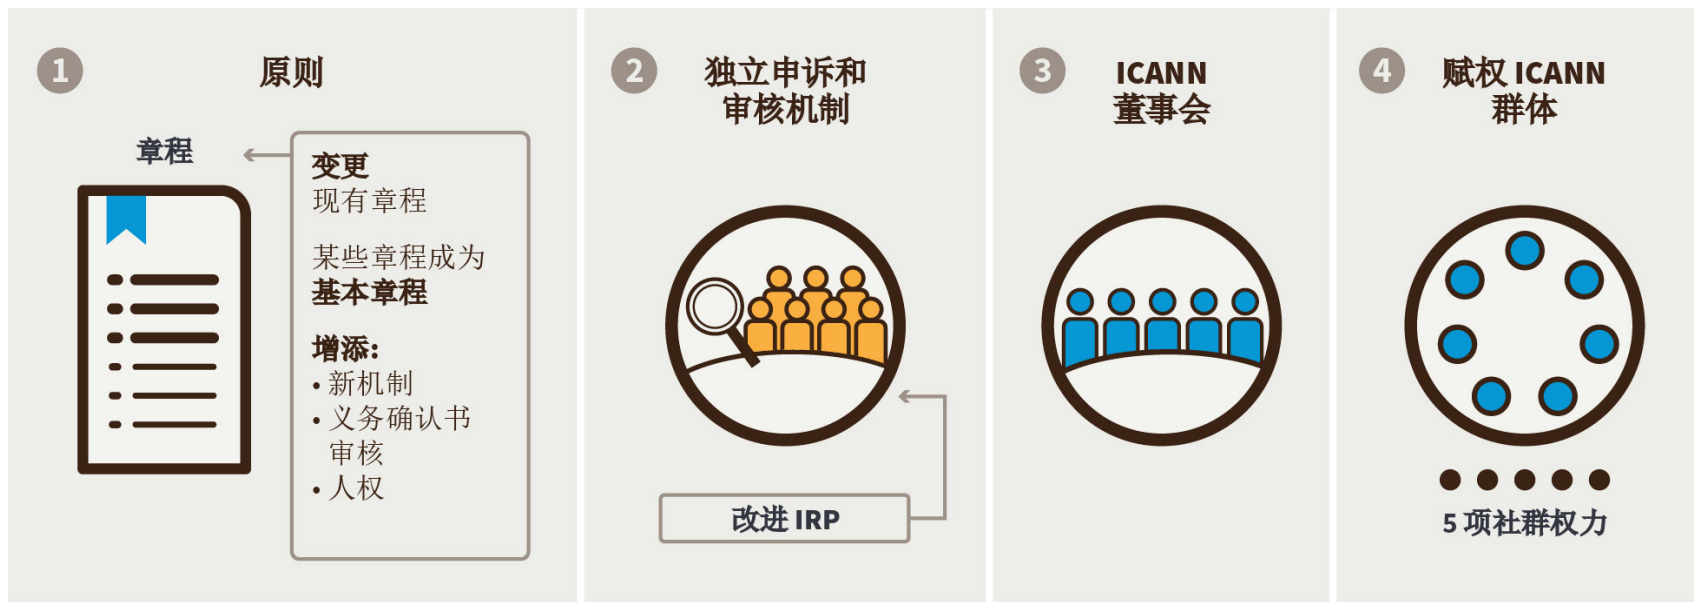 1
原则
章程
变更
现有章程
某些章程成为
基本章程
增添:
• 新机制
• 义务确认书
审核
• 人权
2
独立申诉和
审核机制
改进 IRP
3
ICANN
董事会
4
赋权 ICANN
群体
5 项社群权力